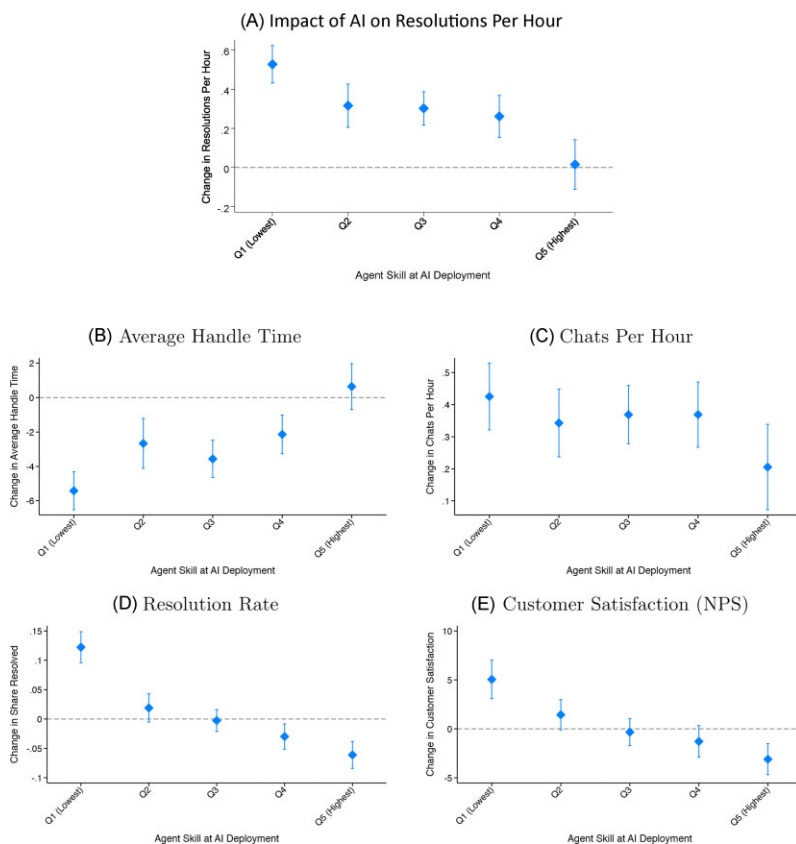 (A) Impact of AI on Resolutions Per Hour
Change in Resolutions Per Hour
.6
.4
.2
0
-.2
Q1 (Lowest)
Q2
Q3
Q4
Q5 (Highest)
Agent Skill at AI Deployment
(B) Average Handle Time
Change in Average Handle Time
2
0
-2
-4
-6
Q1 (Lowest)
Q2
Q3
Q4
Q5 (Highest)
Agent Skill at AI Deployment
(C) Chats Per Hour
Change in Chats Per Hour
.5
.4
.3
.2
.1
Q1 (Lowest)
Q2
Q3
Q4
Q5 (Highest)
Agent Skill at AI Deployment
(D) Resolution Rate
Change in Share Resolved
.15
.1
.05
0
-.05
-.1
Q1 (Lowest)
Q2
Q3
Q4
Q5 (Highest)
Agent Skill at AI Deployment
(E) Customer Satisfaction (NPS)
Change in Customer Satisfaction
10
5
0
-5
Q1 (Lowest)
Q2
Q3
Q4
Q5 (Highest)
Agent Skill at AI Deployment